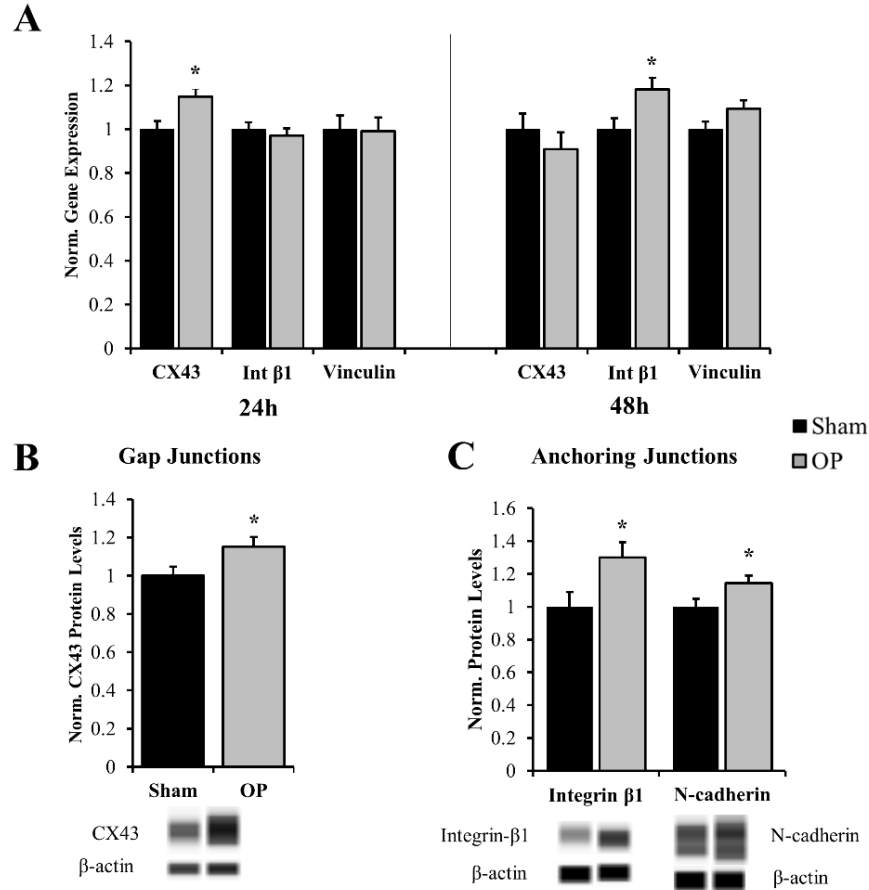 A
Norm. Gene Expression
1.4
1.2
1
0.8
0.6
0.4
0.2
0
*
*
CX43 Int β1 Vinculin CX43 Int β1 Vinculin
24h 48h
Sham
OP
B Gap Junctions
Norm. CX43 Protein Levels
1.4
1.2
1
0.8
0.6
0.4
0.2
0
*
Sham OP
CX43
β-actin
C Anchoring Junctions
Norm. Protein Levels
1.6
1.4
1.2
1
0.8
0.6
0.4
0.2
0
*
*
Integrin β1 N-cadherin
Integrin-β1 N-cadherin
β-actin β-actin